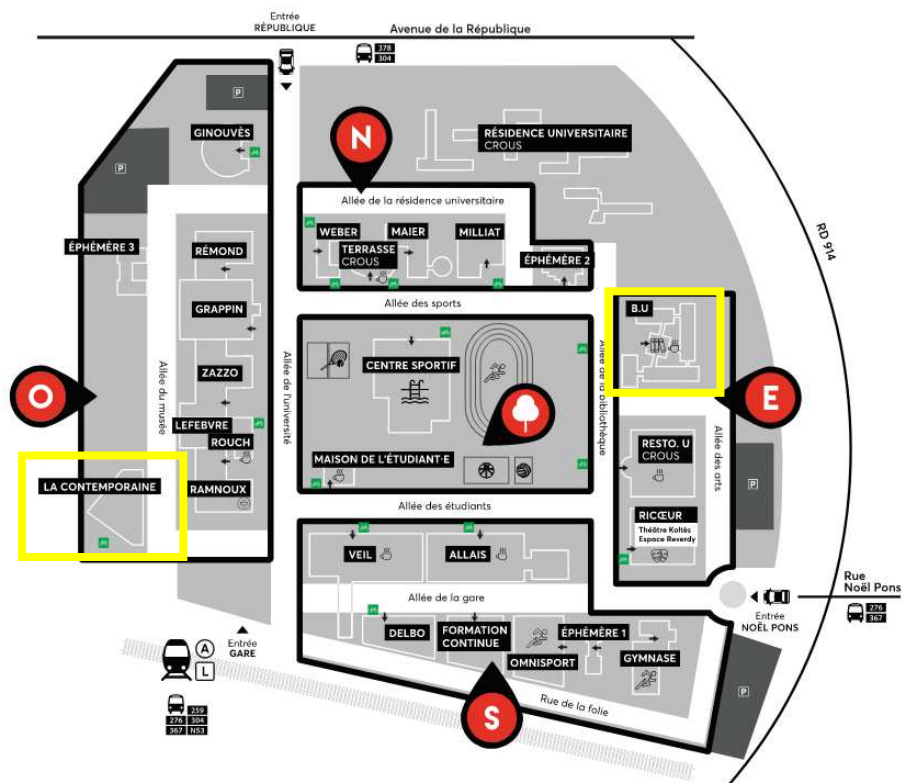 Entrée
RÉPUBLIQUE
Avenue de la République
378
304
P
GINOUVÈS
P
N
RÉSIDENCE UNIVERSITAIRE
CROUS
Allée de la résidence universitaire
RD 914
WEBER
MAIER
MILLIAT
TERRASSE
CROUS
ÉPHÉMÈRE 3
RÉMOND
ÉPHÉMÈRE 2
Allée des sports
GRAPPIN
B.U
CENTRE SPORTIF
ZAZZO
O
Allée du musée
Allée de l'université
Allée de la bibliothèque
E
LEFEBVRE
ROUCH
MAISON DE L'ÉTUDIANT·E
RESTO. U
CROUS
Allée des arts
LA CONTEMPORAINE
RAMNOUX
P
Allée des étudiants
RICŒUR
Théâtre Koltès
Espace Reverdy
VEIL
ALLAIS
Rue
Noël Pons
Allée de la gare
Entrée
NOËL PONS
276
367
Entrée
GARE
DELBO
FORMATION
CONTINUE
ÉPHÉMÈRE 1
OMNISPORT
GYMNASE
A
L
P
S
Rue de la folie
259
276 304
367 N53